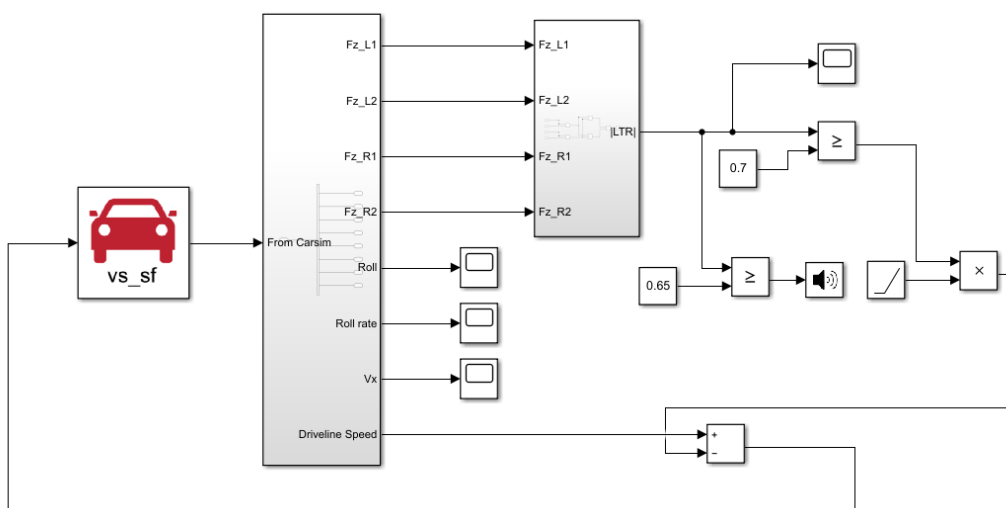 Fz_L1
Fz_L1
Fz_L2
Fz_L2
|LTR|
≥
Fz_R1
Fz_R1
0.7
Fz_R2
Fz_R2
From Carsim
vs_sf
Roll
≥
×
0.65
Roll rate
Vx
Driveline Speed
+
−